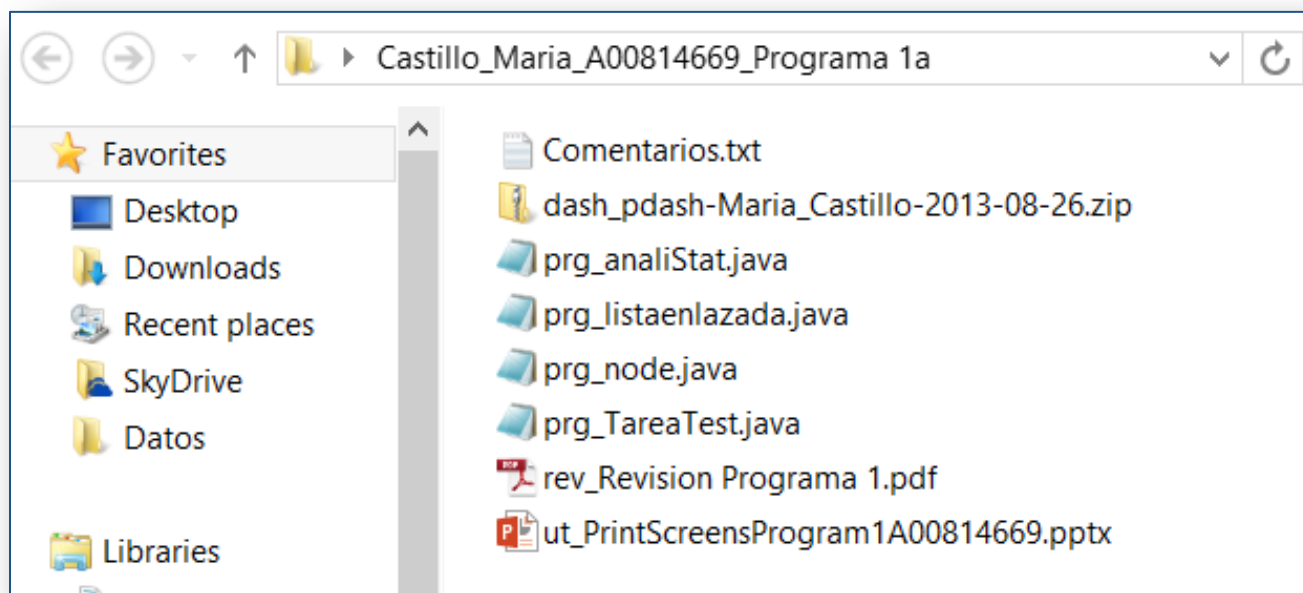 Castillo_Maria_A00814669_Programa 1a
Favorites
Desktop
Downloads
Recent places
SkyDrive
Datos
Libraries
Comentarios.txt
dash_pdash-Maria_Castillo-2013-08-26.zip
prg_analiStat.java
prg_listaenlazada.java
prg_node.java
prg_TareaTest.java
rev_Revision Programa 1.pdf
ut_PrintScreensProgram1A00814669.pptx